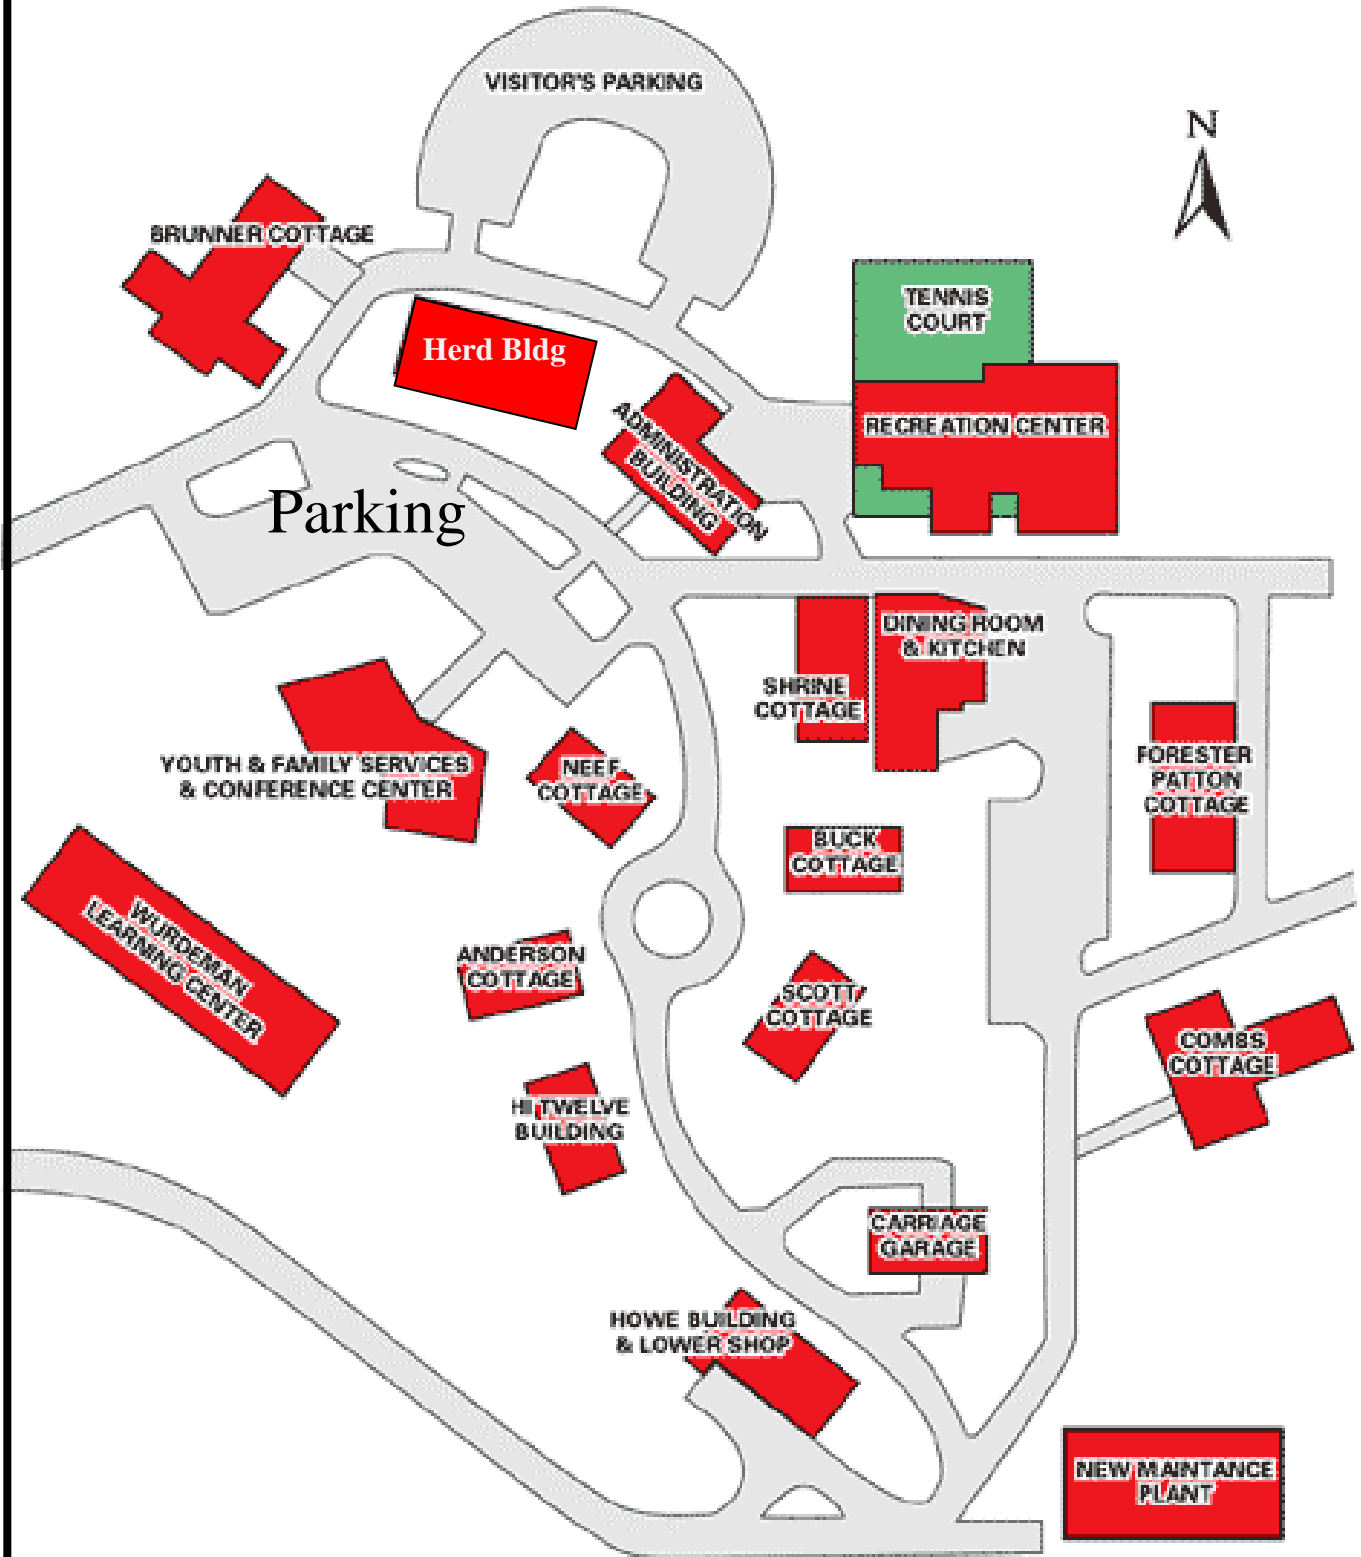 VISITOR'S PARKING
N
BRUNNER COTTAGE
TENNIS
COURT
Herd Bldg
RECREATION CENTER
ADMINISTRATION
BUILDING
Parking
DINING ROOM
& KITCHEN
SHRINE
COTTAGE
YOUTH & FAMILY SERVICES
& CONFERENCE CENTER
NEEF
COTTAGE
FORESTER
PATTON
COTTAGE
BUCK
COTTAGE
WURDEMAN
LEARNING CENTER
ANDERSON
COTTAGE
SCOTT
COTTAGE
COMBS
COTTAGE
HI TWELVE
BUILDING
CARRIAGE
GARAGE
HOWE BUILDING
& LOWER SHOP
NEW MAINTANCE
PLANT